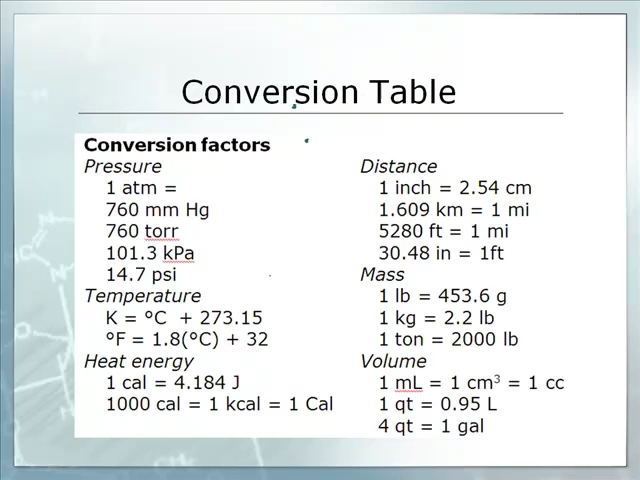 Conversion Table
Conversion factors
Pressure
1 atm =
760 mm Hg
760 torr
101.3 kPa
14.7 psi
Temperature
K = °C + 273.15
°F = 1.8(°C) + 32
Heat energy
1 cal = 4.184 J
1000 cal = 1 kcal = 1 Cal
Distance
1 inch = 2.54 cm
1.609 km = 1 mi
5280 ft = 1 mi
30.48 in = 1ft
Mass
1 lb = 453.6 g
1 kg = 2.2 lb
1 ton = 2000 lb
Volume
1 mL = 1 cm³ = 1 cc
1 qt = 0.95 L
4 qt = 1 gal